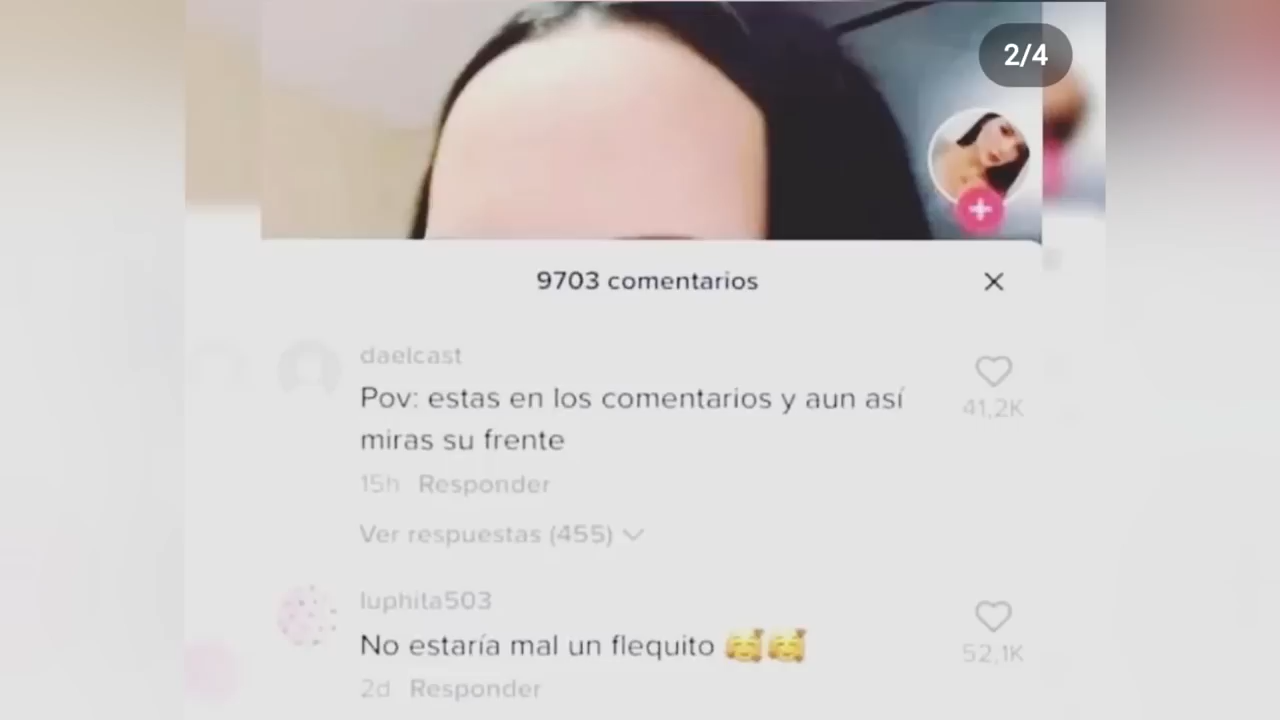 2/4
9703 comentarios
daelcast
Pov: estas en los comentarios y aun así
miras su frente
41,2K
15h Responder
Ver respuestas (455)
luphita503
No estaría mal un flequito 🥰🥰
52,1K
2d Responder